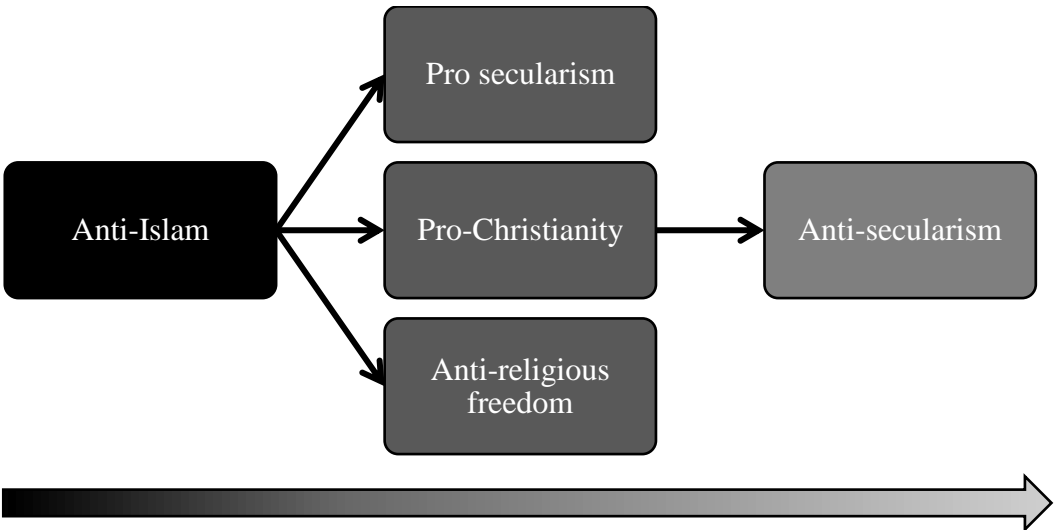 Pro secularism
Anti-Islam
Pro-Christianity
Anti-secularism
Anti-religious
freedom